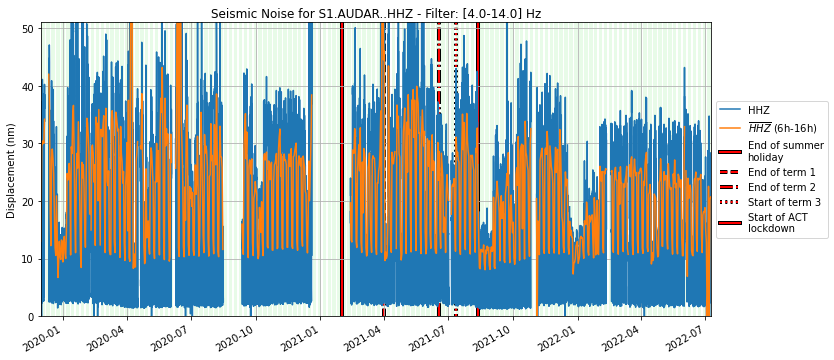 Seismic Noise for S1.AUDAR..HHZ - Filter: [4.0-14.0] Hz
50
40
30
20
10
0
Displacement (nm)
2020-01
2020-04
2020-07
2020-10
2021-01
2021-04
2021-07
2021-10
2022-01
2022-04
2022-07
HHZ
HHZ (6h-16h)
End of summer
holiday
End of term 1
End of term 2
Start of term 3
Start of ACT
lockdown